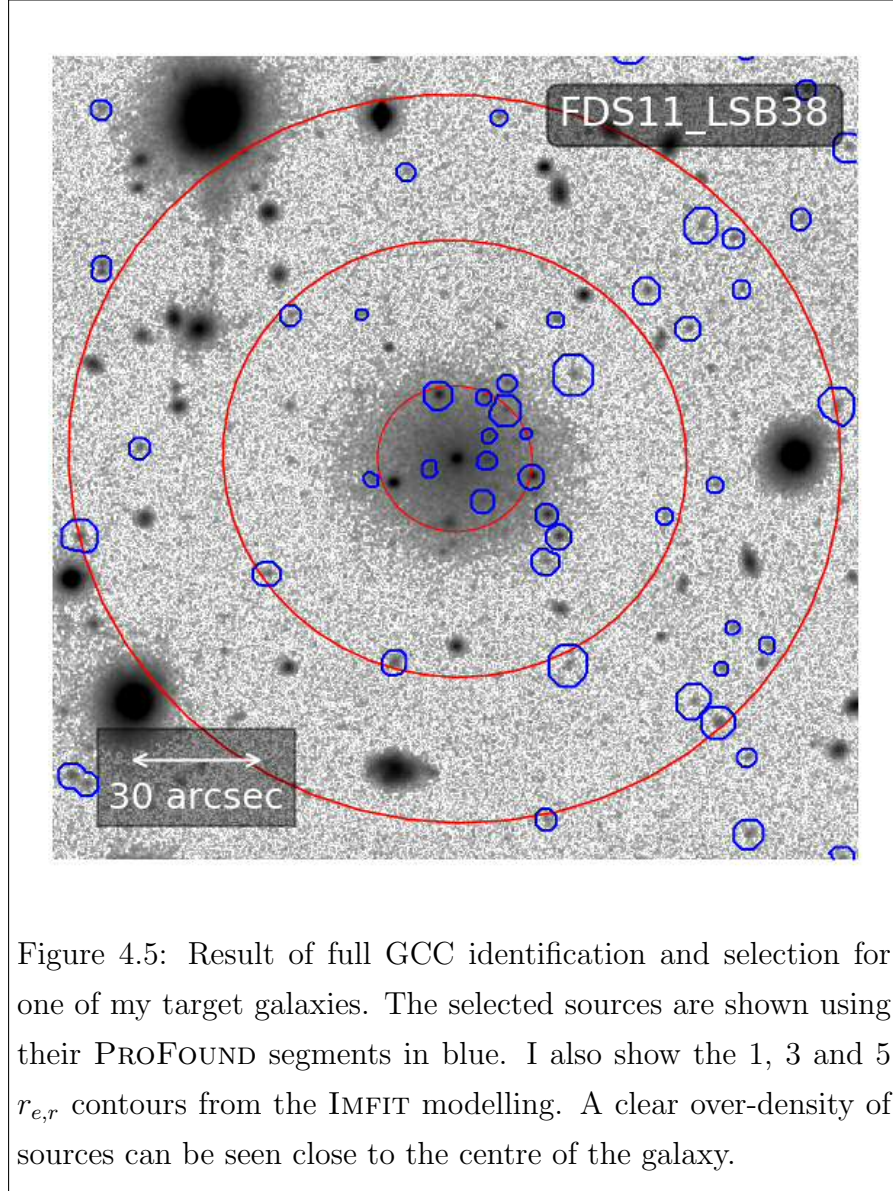 FDS11_LSB38
30 arcsec
Figure 4.5: Result of full GCC identification and selection for
one of my target galaxies. The selected sources are shown using
their PROFOUND segments in blue. I also show the 1, 3 and 5
r_{e,r} contours from the IMFIT modelling. A clear over-density of
sources can be seen close to the centre of the galaxy.